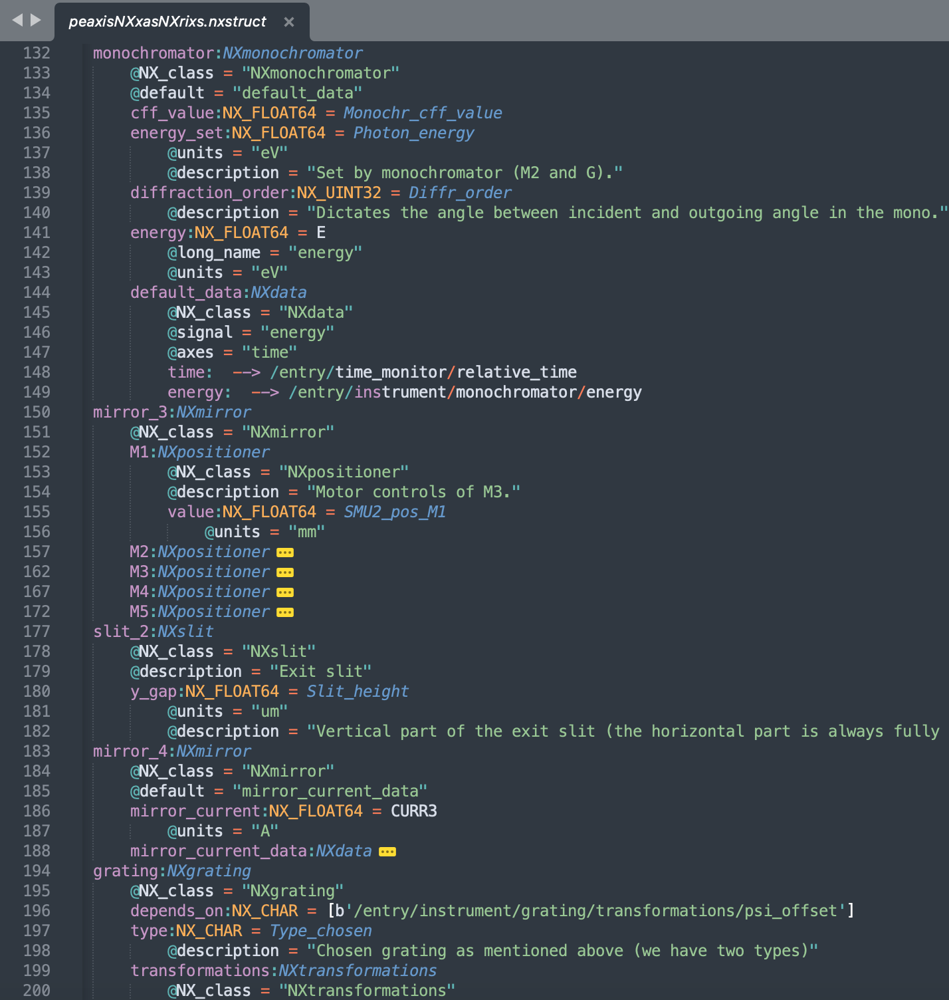 peaxisNXxasNXrixs.nxstruct ×
132 monochromator:NXmonochromator
133 @NX_class = "NXmonochromator"
134 @default = "default_data"
135 cff_value:NX_FLOAT64 = Monochr_cff_value
136 energy_set:NX_FLOAT64 = Photon_energy
137 @units = "eV"
138 @description = "Set by monochromator (M2 and G)."
139 diffraction_order:NX_UINT32 = Diffr_order
140 @description = "Dictates the angle between incident and outgoing angle in the mono."
141 energy:NX_FLOAT64 = E
142 @long_name = "energy"
143 @units = "eV"
144 default_data:NXdata
145 @NX_class = "NXdata"
146 @signal = "energy"
147 @axes = "time"
148 time: --> /entry/time_monitor/relative_time
149 energy: --> /entry/instrument/monochromator/energy
150 mirror_3:NXmirror
151 @NX_class = "NXmirror"
152 M1:NXpositioner
153 @NX_class = "NXpositioner"
154 @description = "Motor controls of M3."
155 value:NX_FLOAT64 = SMU2_pos_M1
156 @units = "mm"
157 M2:NXpositioner ...
162 M3:NXpositioner ...
167 M4:NXpositioner ...
172 M5:NXpositioner ...
177 slit_2:NXslit
178 @NX_class = "NXslit"
179 @description = "Exit slit"
180 y_gap:NX_FLOAT64 = Slit_height
181 @units = "um"
182 @description = "Vertical part of the exit slit (the horizontal part is always fully
183 mirror_4:NXmirror
184 @NX_class = "NXmirror"
185 @default = "mirror_current_data"
186 mirror_current:NX_FLOAT64 = CURR3
187 @units = "A"
188 mirror_current_data:NXdata ...
194 grating:NXgrating
195 @NX_class = "NXgrating"
196 depends_on:NX_CHAR = [b'/entry/instrument/grating/transformations/psi_offset']
197 type:NX_CHAR = Type_chosen
198 @description = "Chosen grating as mentioned above (we have two types)"
199 transformations:NXtransformations
200 @NX_class = "NXtransformations"